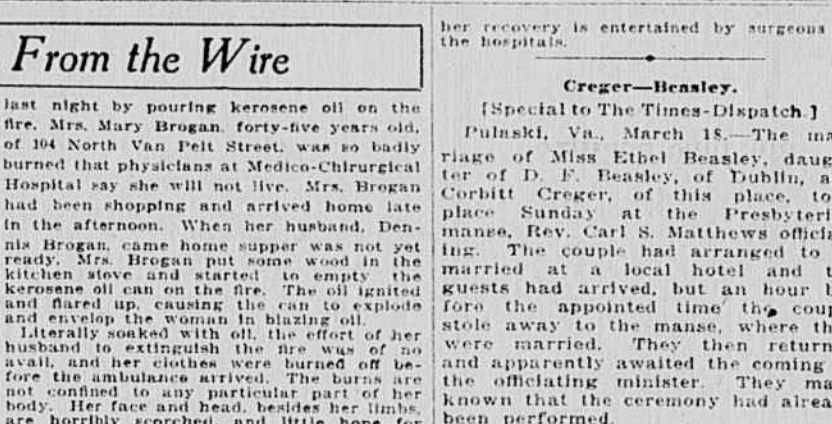 From the Wire
last night by pouring kerosene oil on the
fire, Mrs. Mary Brogan, forty-five years old,
of 104 North Van Pelt Street, was so badly
burned that physicians at Medico-Chirurgical
Hospital say she will not live. Mrs. Brogan
had been shopping and arrived home late
in the afternoon. When her husband, Den-
nis Brogan, came home supper was not yet
ready. Mrs. Brogan put some wood in the
kitchen stove and started to empty the
kerosene oil can on the fire. The oil ignited
and flared up, causing the can to explode
and envelop the woman in blazing oil.
Literally soaked with oil, the effort of her
husband to extinguish the fire was of no
avail, and her clothes were burned off be-
fore the ambulance arrived. The burns are
not confined to any particular part of her
body. Her face and head, besides her limbs,
are horribly scorched, and little hope for
her recovery is entertained by surgeons
the hospitals.
Creger—Beasley.
[Special to The Times-Dispatch.]
Pulaski, Va., March 18.—The ma
riage of Miss Ethel Beasley, daug
ter of D. F. Beasley, of Dublin, a
Corbitt Creger, of this place, to
place Sunday at the Presbyteri
manse, Rev. Carl S. Matthews officia
ing. The couple had arranged to
married at a local hotel and t
guests had arrived, but an hour b
fore the appointed time the coup
stole away to the manse, where th
were married. They then return
and apparently awaited the coming
the officiating minister. They ma
known that the ceremony had alrea
been performed.